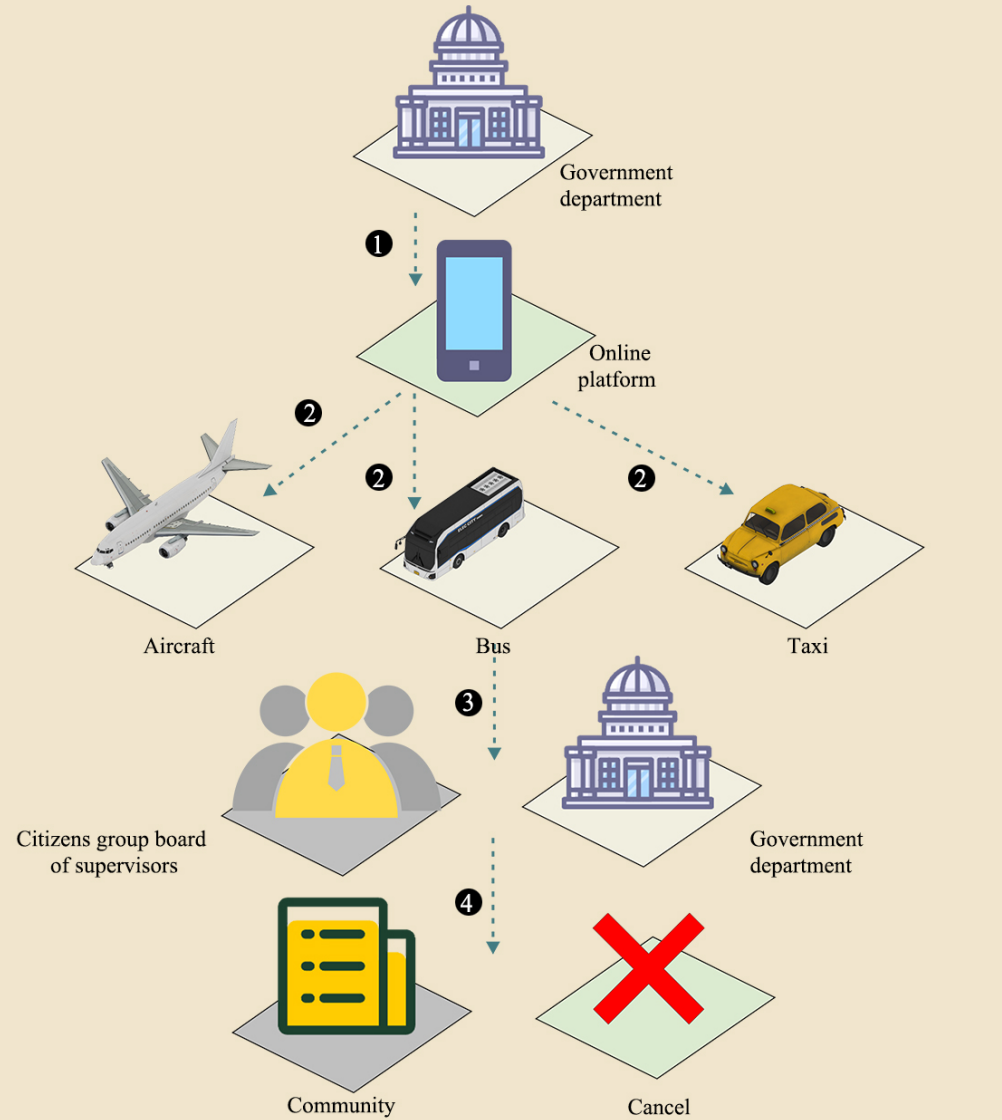 Government
department
1
Online
platform
2
2
2
Aircraft
Bus
Taxi
3
Citizens group board
of supervisors
Government
department
4
Community
Cancel